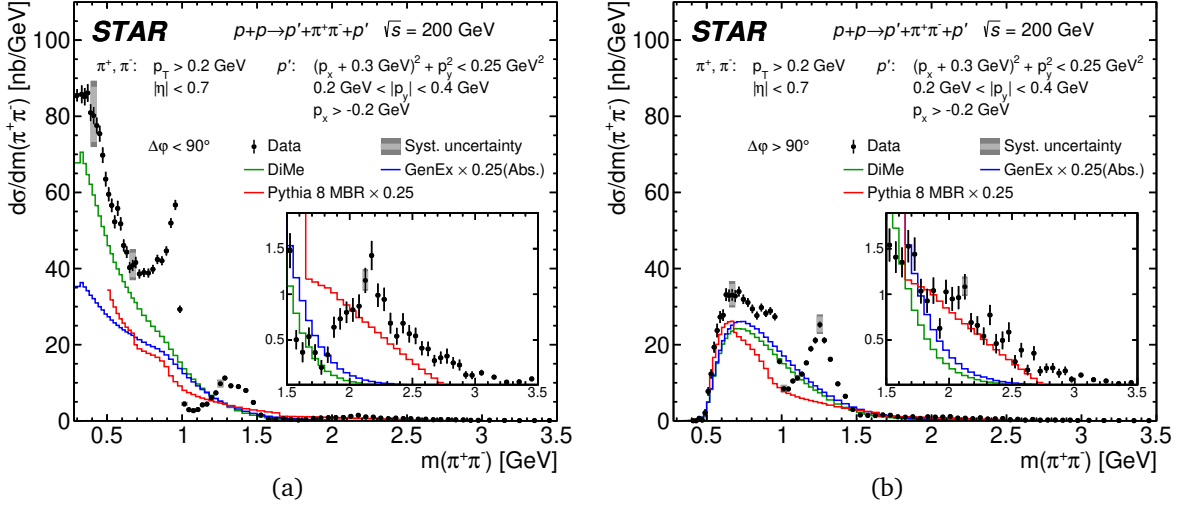 STAR p+p→p′+π⁺π⁻+p′ √s = 200 GeV
π⁺, π⁻: p_T > 0.2 GeV p′: (p_x + 0.3 GeV)² + p_y² < 0.25 GeV²
|η| < 0.7 0.2 GeV < |p_y| < 0.4 GeV
p_x > -0.2 GeV
Δφ < 90° Data Syst. uncertainty
DiMe GenEx × 0.25(Abs.)
Pythia 8 MBR × 0.25
dσ/dm(π⁺π⁻) [nb/GeV]
100
80
60
40
20
0
1.5
1
0.5
1.5 2 2.5 3 3.5
0.5 1 1.5 2 2.5 3 3.5
m(π⁺π⁻) [GeV]
(a)
STAR p+p→p′+π⁺π⁻+p′ √s = 200 GeV
π⁺, π⁻: p_T > 0.2 GeV p′: (p_x + 0.3 GeV)² + p_y² < 0.25 GeV²
|η| < 0.7 0.2 GeV < |p_y| < 0.4 GeV
p_x > -0.2 GeV
Δφ > 90° Data Syst. uncertainty
DiMe GenEx × 0.25(Abs.)
Pythia 8 MBR × 0.25
dσ/dm(π⁺π⁻) [nb/GeV]
100
80
60
40
20
0
1.5
1
0.5
1.5 2 2.5 3 3.5
0.5 1 1.5 2 2.5 3 3.5
m(π⁺π⁻) [GeV]
(b)